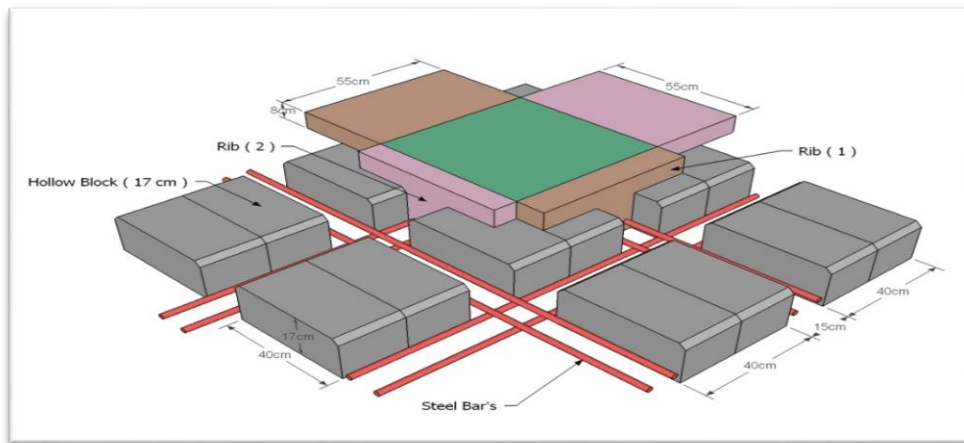 55cm
55cm
8cm
Rib ( 2 )
Rib ( 1 )
Hollow Block ( 17 cm )
17cm
40cm
40cm
15cm
40cm
Steel Bar's